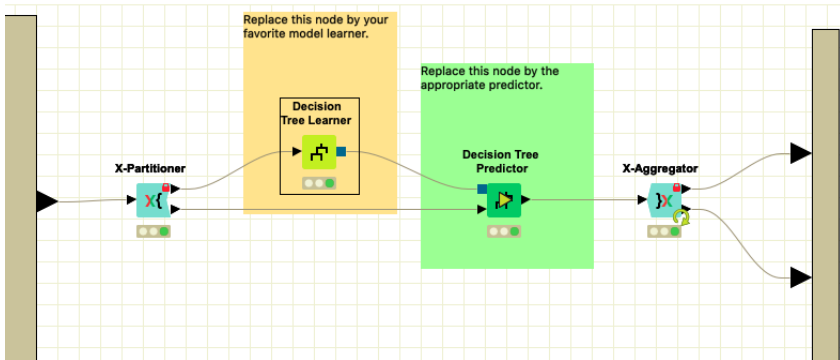 Replace this node by your
favorite model learner.
Replace this node by the
appropriate predictor.
Decision
Tree Learner
X-Partitioner
X{
Decision Tree
Predictor
X-Aggregator
}X